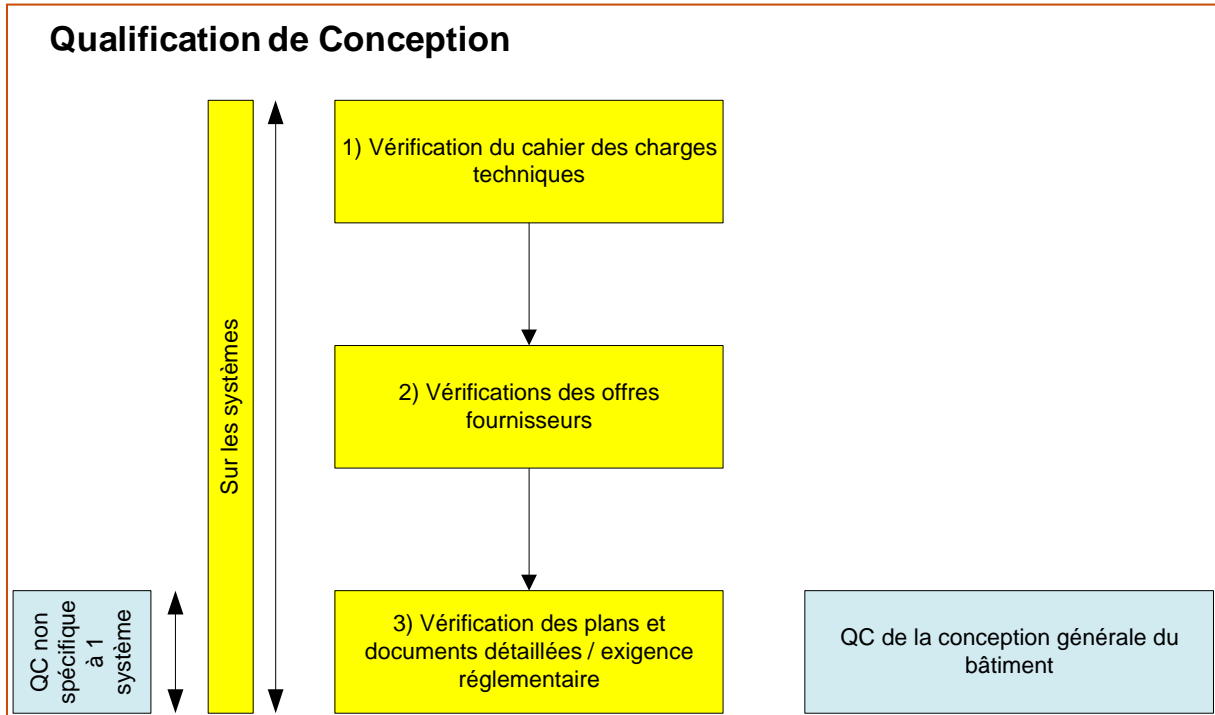 Qualification de Conception
1) Vérification du cahier des charges
techniques
Sur les systèmes
2) Vérifications des offres
fournisseurs
QC non
spécifique
à 1
système
3) Vérification des plans et
documents détaillées / exigence
réglementaire
QC de la conception générale du
bâtiment